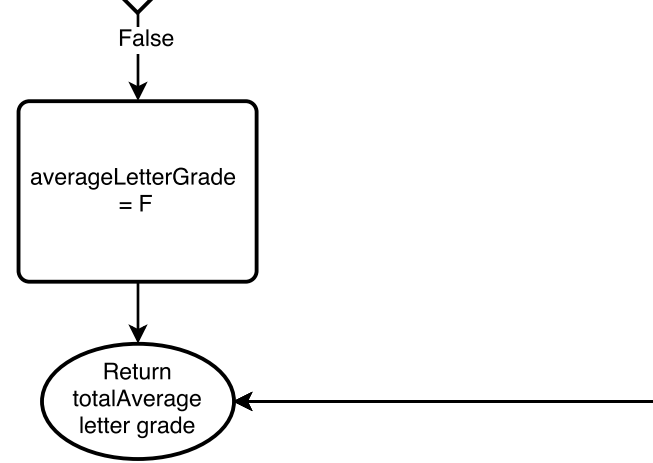 False
averageLetterGrade
= F
Return
totalAverage
letter grade